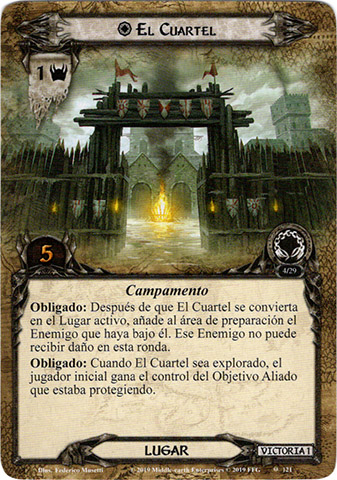 El Cuartel
1
5
4/29
Campamento
Obligado: Después de que El Cuartel se convierta
en el Lugar activo, añade al área de preparación el
Enemigo que haya bajo él. Ese Enemigo no puede
recibir daño en esta ronda.
Obligado: Cuando El Cuartel sea explorado, el
jugador inicial gana el control del Objetivo Aliado
que estaba protegiendo.
LUGAR
VICTORIA 1
Ilus. Federico Musetti
©2019 Middle-earth Enterprises ©2019 FFG
121